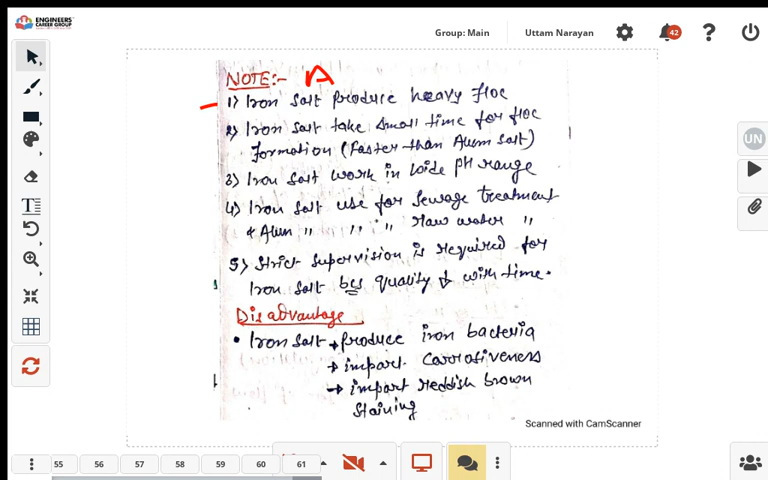 ENGINEERS
CAREER GROUP
Group: Main
Uttam Narayan
42
?
UN
NOTE:- A
1) Iron salt produce heavy floc
2) Iron salt take small time for floc
formation (Faster than Alum salt)
3) Iron salt work in wide PH range
4) Iron salt use for sewage treatment
& Alum " " " " Raw water "
5) Strict supervision is required for
Iron salt bcs quality ↓ with time.
Disadvantage
• Iron salt → produce iron bacteria
→ impart corrosiveness
→ impart reddish brown
staining
Scanned with CamScanner
55 56 57 58 59 60 61